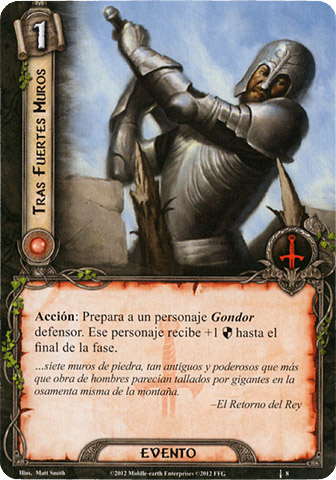 1
TRAS FUERTES MUROS
Acción: Prepara a un personaje Gondor
defensor. Ese personaje recibe +1 hasta el
final de la fase.
...siete muros de piedra, tan antiguos y poderosos que más
que obra de hombres parecían tallados por gigantes en la
osamenta misma de la montaña.
–El Retorno del Rey
EVENTO
Illus. Matt Smith
©2012 Middle-earth Enterprises ©2012 FFG
8